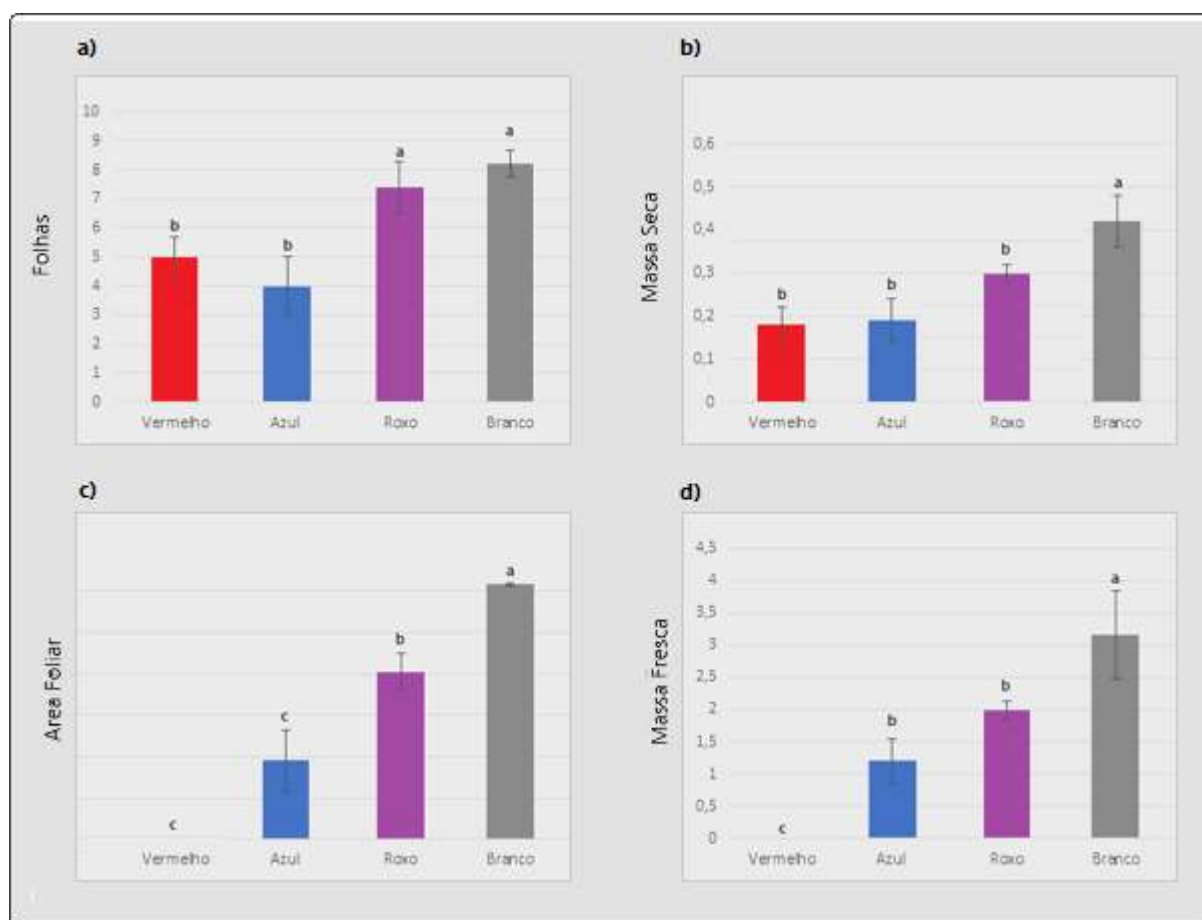 a)
Folhas
10
9
8
7
6
5
4
3
2
1
0
b
b
a
a
Vermelho Azul Roxo Branco
b)
Massa Seca
0,6
0,5
0,4
0,3
0,2
0,1
0
b
b
b
a
Vermelho Azul Roxo Branco
c)
Area Foliar
c
c
b
a
Vermelho Azul Roxo Branco
d)
Massa Fresca
4,5
4
3,5
3
2,5
2
1,5
1
0,5
0
c
b
b
a
Vermelho Azul Roxo Branco